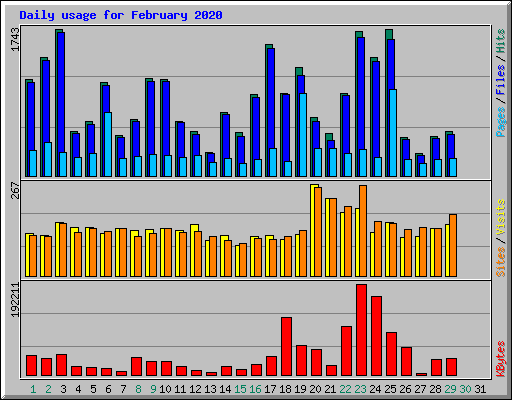 Daily usage for February 2020
1743
Pages / Files / Hits
267
Sites / Visits
192211
KBytes
1 2 3 4 5 6 7 8 9 10 11 12 13 14 15 16 17 18 19 20 21 22 23 24 25 26 27 28 29 30 31